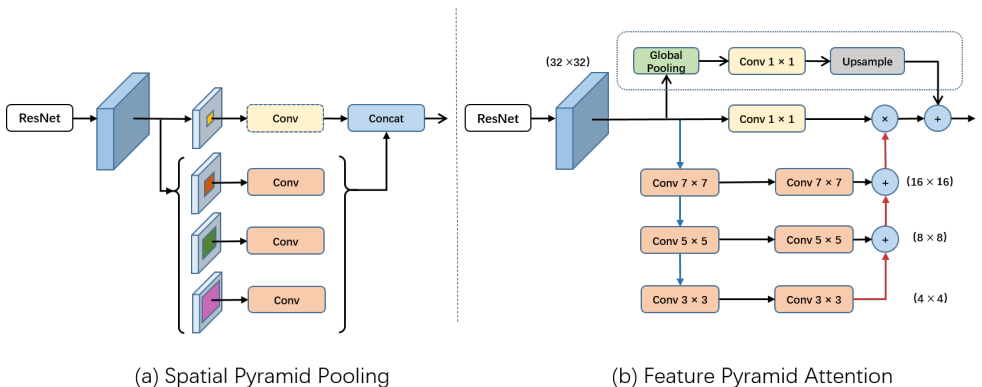 ResNet
Conv
Concat
Conv
Conv
Conv
(a) Spatial Pyramid Pooling
(32 ×32)
Global
Pooling
Conv 1 × 1
Upsample
ResNet
Conv 1 × 1
×
+
Conv 7 × 7
Conv 7 × 7
+
(16 × 16)
Conv 5 × 5
Conv 5 × 5
+
(8 × 8)
Conv 3 × 3
Conv 3 × 3
(4 × 4)
(b) Feature Pyramid Attention